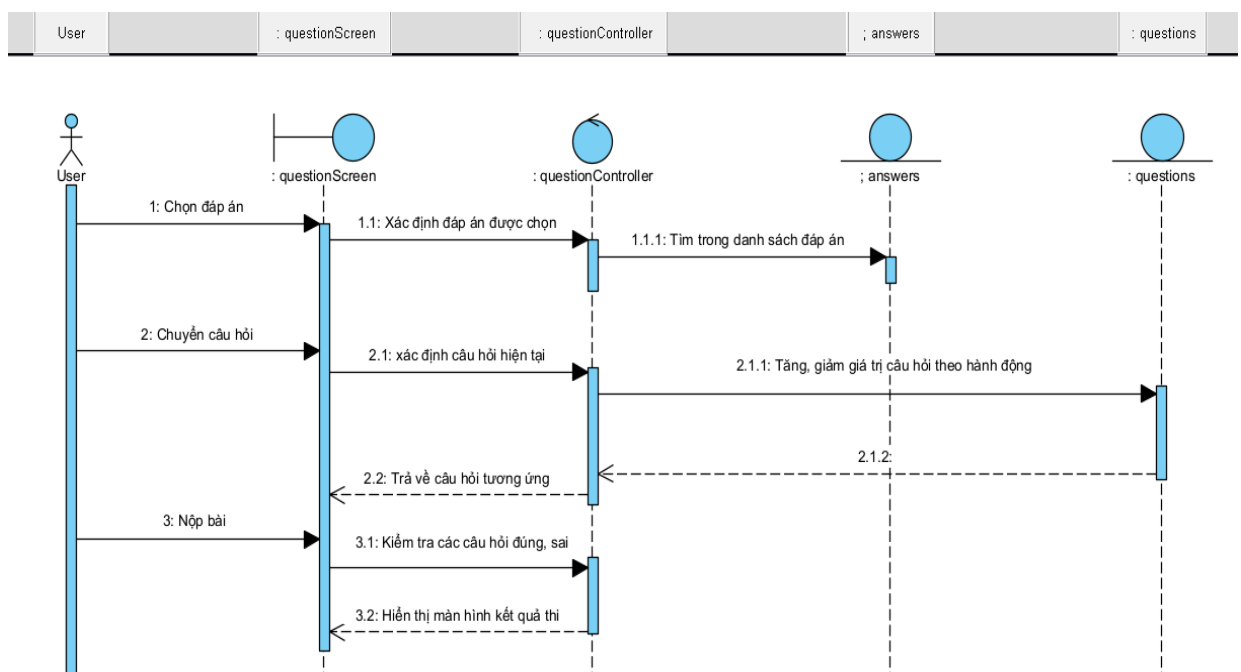 User
: questionScreen
: questionController
; answers
: questions
User
: questionScreen
: questionController
; answers
: questions
1: Chọn đáp án
1.1: Xác định đáp án được chọn
1.1.1: Tìm trong danh sách đáp án
2: Chuyển câu hỏi
2.1: xác định câu hỏi hiện tại
2.1.1: Tăng, giảm giá trị câu hỏi theo hành động
2.1.2:
2.2: Trả về câu hỏi tương ứng
3: Nộp bài
3.1: Kiểm tra các câu hỏi đúng, sai
3.2: Hiển thị màn hình kết quả thi